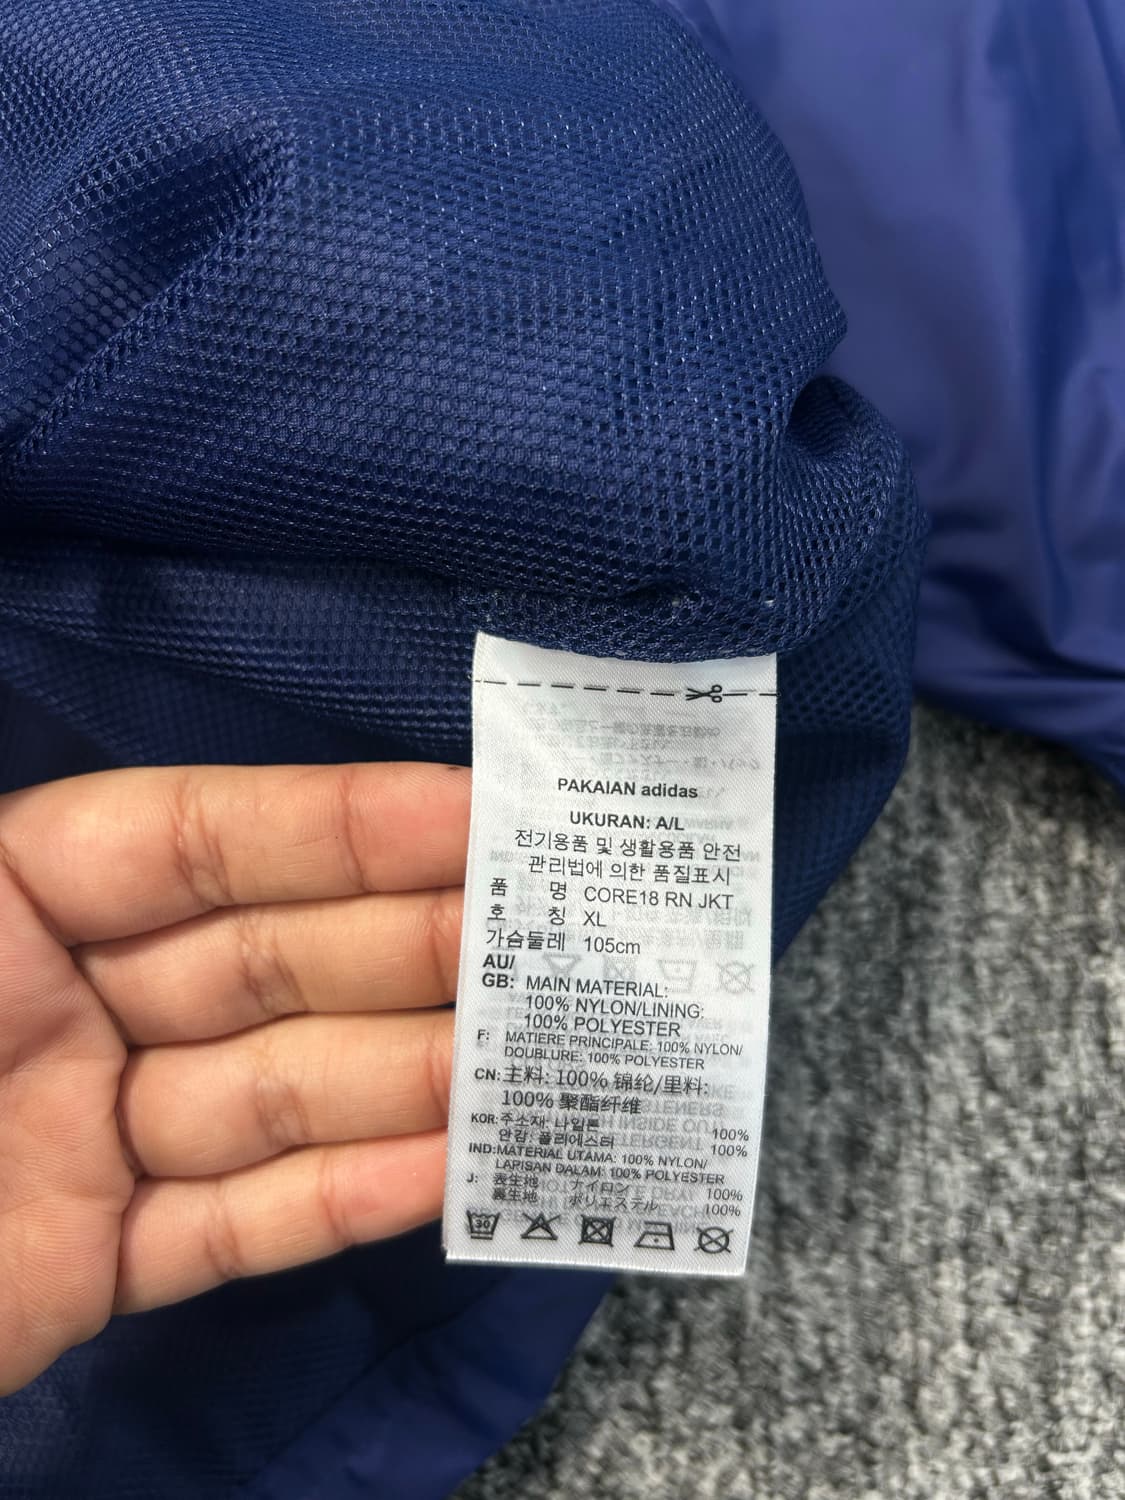 PAKAIAN adidas
UKURAN: A/L
전기용품 및 생활용품 안전
관리법에 의한 품질표시
품 명 CORE18 RN JKT
호 칭 XL
가슴둘레 105cm
AU/
GB: MAIN MATERIAL:
100% NYLON/LINING:
100% POLYESTER
F: MATIERE PRINCIPALE: 100% NYLON/
DOUBLURE: 100% POLYESTER
CN: 主料: 100% 锦纶/里料:
100% 聚酯纤维
KOR: 주소재: 나일론 100%
안감: 폴리에스터 100%
IND: MATERIAL UTAMA: 100% NYLON/
LAPISAN DALAM: 100% POLYESTER
J: 表生地 ナイロン 100%
裏生地 ポリエステル 100%
30